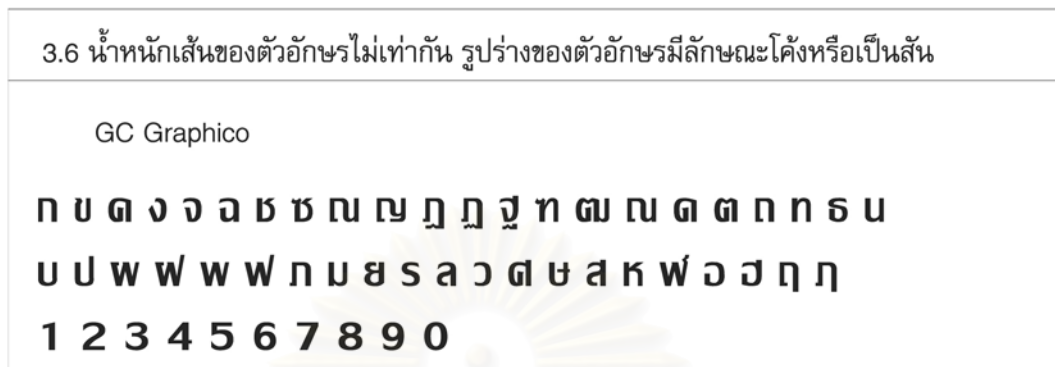 3.6 น้ำหนักเส้นของตัวอักษรไม่เท่ากัน รูปร่างของตัวอักษรมีลักษณะโค้งหรือเป็นสัน
GC Graphico
ก ข ค ง จ ฉ ช ซ ฌ ญ ฎ ฏ ฐ ฑ ฒ ณ ด ต ถ ท ธ น
บ ป ผ ฝ พ ฟ ภ ม ย ร ล ว ศ ษ ส ห ฬ อ ฮ ฤ ฦ
1 2 3 4 5 6 7 8 9 0